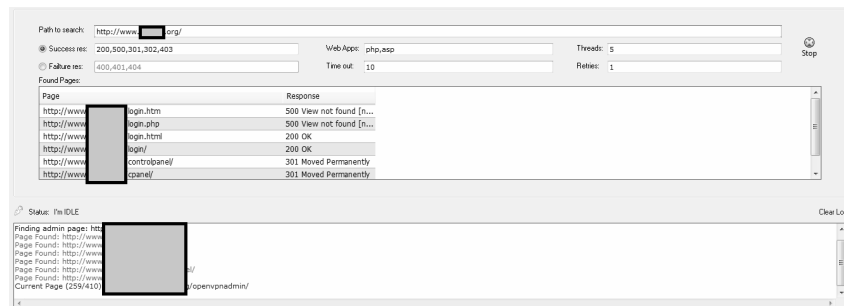 Path to search: http://www. .org/
Success res: 200,500,301,302,403 Web Apps: php,asp Threads: 5
Stop
Failture res: 400,401,404 Time out: 10 Retries: 1
Found Pages:
Page Response
http://www login.htm 500 View not found [n...
http://www login.php 500 View not found [n...
http://www login.html 200 OK
http://www login/ 200 OK
http://www controlpanel/ 301 Moved Permanently
http://www cpanel/ 301 Moved Permanently
Status: I'm IDLE Clear Lo
Finding admin page: http
Page Found: http://www
Page Found: http://www
Page Found: http://www
Page Found: http://www
Page Found: http://www el/
Page Found: http://www
Current Page (259/410) g/openvpnadmin/